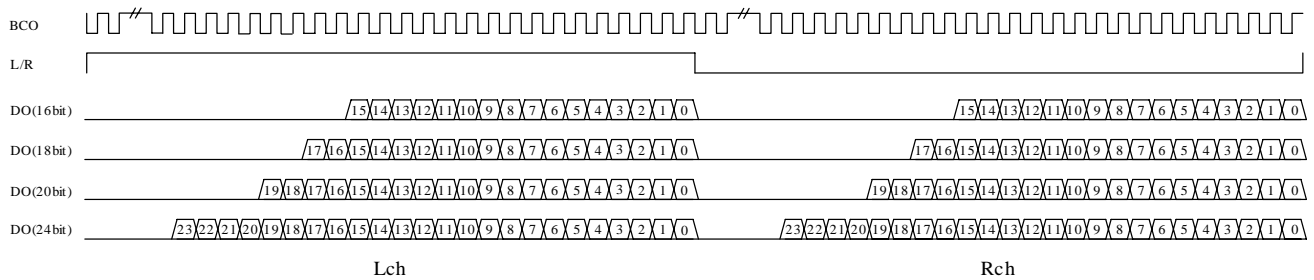 BCO
L/R
DO(16bit) 15 14 13 12 11 10 9 8 7 6 5 4 3 2 1 0 15 14 13 12 11 10 9 8 7 6 5 4 3 2 1 0
DO(18bit) 17 16 15 14 13 12 11 10 9 8 7 6 5 4 3 2 1 0 17 16 15 14 13 12 11 10 9 8 7 6 5 4 3 2 1 0
DO(20bit) 19 18 17 16 15 14 13 12 11 10 9 8 7 6 5 4 3 2 1 0 19 18 17 16 15 14 13 12 11 10 9 8 7 6 5 4 3 2 1 0
DO(24bit) 23 22 21 20 19 18 17 16 15 14 13 12 11 10 9 8 7 6 5 4 3 2 1 0 23 22 21 20 19 18 17 16 15 14 13 12 11 10 9 8 7 6 5 4 3 2 1 0
Lch Rch